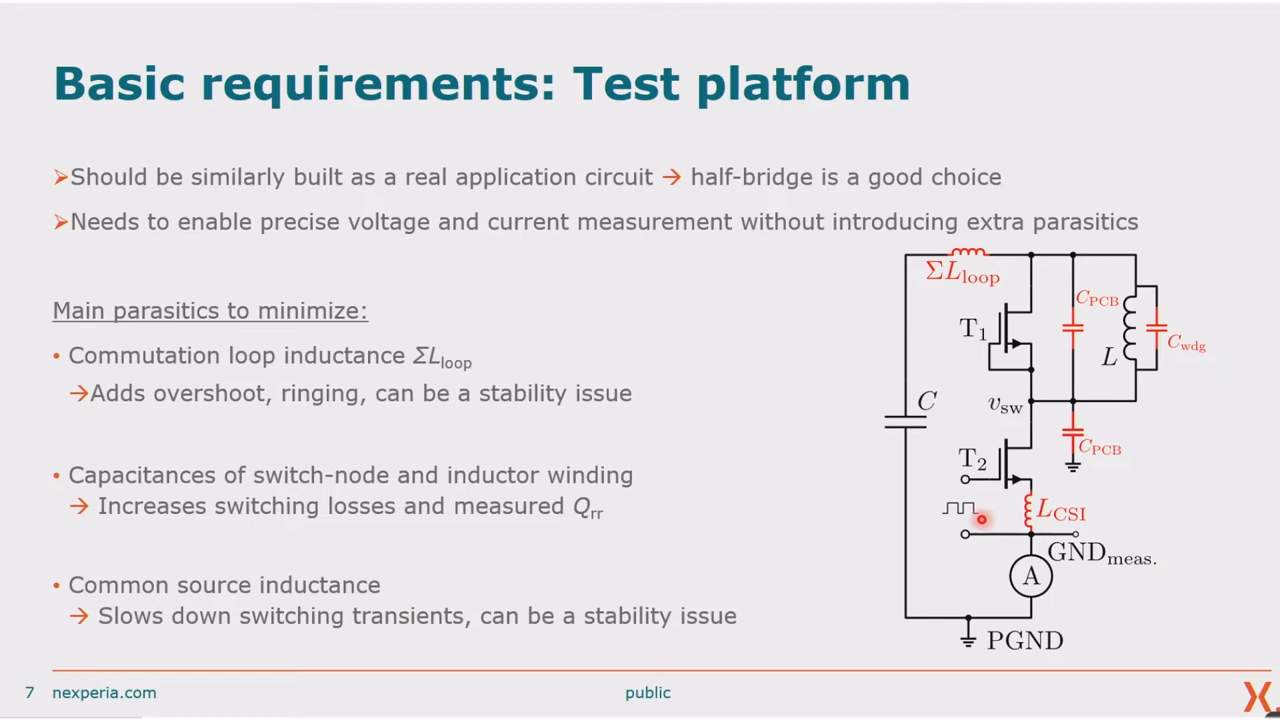 Basic requirements: Test platform
➢Should be similarly built as a real application circuit → half-bridge is a good choice
➢Needs to enable precise voltage and current measurement without introducing extra parasitics
Main parasitics to minimize:
• Commutation loop inductance ΣL_loop
→Adds overshoot, ringing, can be a stability issue
• Capacitances of switch-node and inductor winding
→ Increases switching losses and measured Q_rr
• Common source inductance
→ Slows down switching transients, can be a stability issue
ΣL_loop
C_PCB
T_1
L
C_wdg
C
v_sw
C_PCB
T_2
L_CSI
GND_meas.
A
PGND
7 nexperia.com public